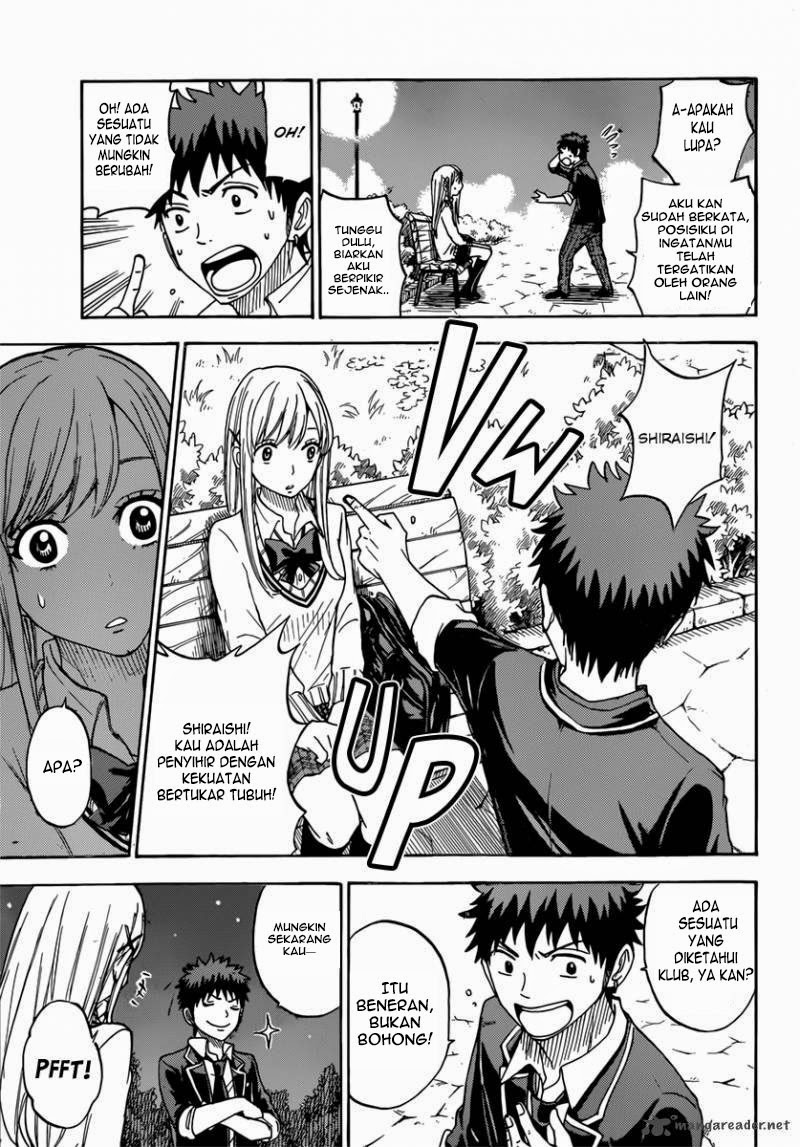 A-APAKAH
KAU
LUPA?
AKU KAN
SUDAH BERKATA,
POSISIKU DI
INGATANMU
TELAH
TERGATIKAN
OLEH ORANG
LAIN!
TUNGGU
DULU,
BIARKAN
AKU
BERPIKIR
SEJENAK..
OH!
OH! ADA
SESUATU
YANG TIDAK
MUNGKIN
BERUBAH!
SHIRAISHI!
VW
UP
SHIRAISHI!
KAU ADALAH
PENYIHIR DENGAN
KEKUATAN
BERTUKAR TUBUH!
APA?
ADA
SESUATU
YANG
DIKETAHUI
KLUB, YA KAN?
ITU
BENERAN,
BUKAN
BOHONG!
MUNGKIN
SEKARANG
KAU—
PFFT!
mangareader.net